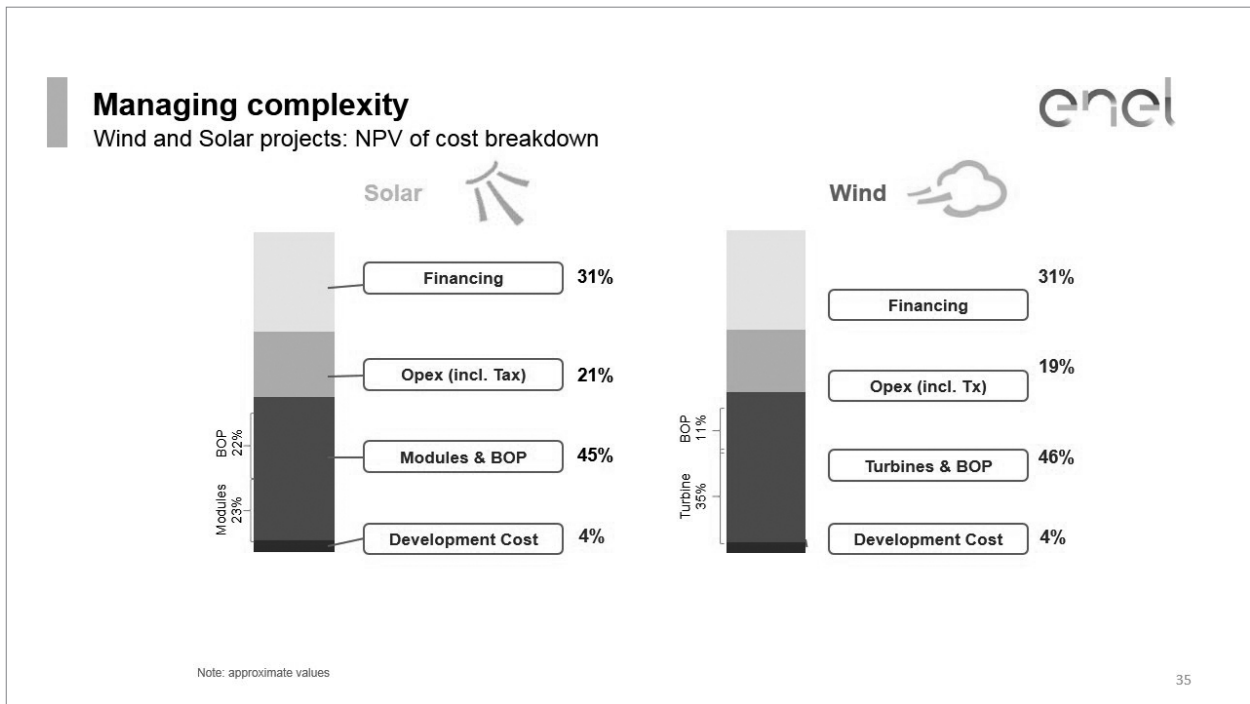 Managing complexity
enel
Wind and Solar projects: NPV of cost breakdown
Solar
Financing 31%
Opex (incl. Tax) 21%
BOP
22%
Modules & BOP 45%
Modules
23%
Development Cost 4%
Wind
31%
Financing
19%
Opex (incl. Tx)
BOP
11%
Turbines & BOP 46%
Turbine
35%
Development Cost 4%
Note: approximate values
35